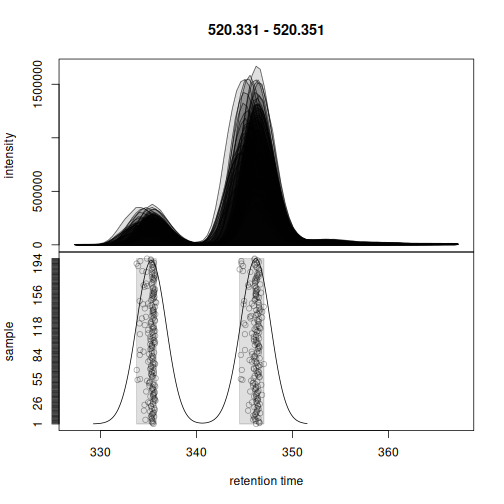 520.331 - 520.351
1500000
500000
0
intensity
194
156
118
84
55
26
1
sample
330 340 350 360
retention time